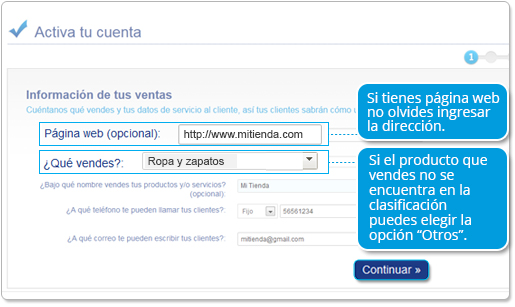 Activa tu cuenta
1
Información de tus ventas
Cuéntanos qué vendes y tus datos de servicio al cliente, así tus clientes sabrán cómo
Página web (opcional):
http://www.mitienda.com
Si tienes página web
no olvides ingresar
la dirección.
¿Qué vendes?:
Ropa y zapatos
Si el producto que
vendes no se
encuentra en la
clasificación
puedes elegir la
opción “Otros”.
¿Bajo qué nombre vendes tus productos y/o servicios?
(opcional):
Mi Tienda
¿A qué teléfono te pueden llamar tus clientes?:
Fijo
56561234
¿A qué correo te pueden escribir tus clientes?:
mitienda@gmail.com
Continuar »